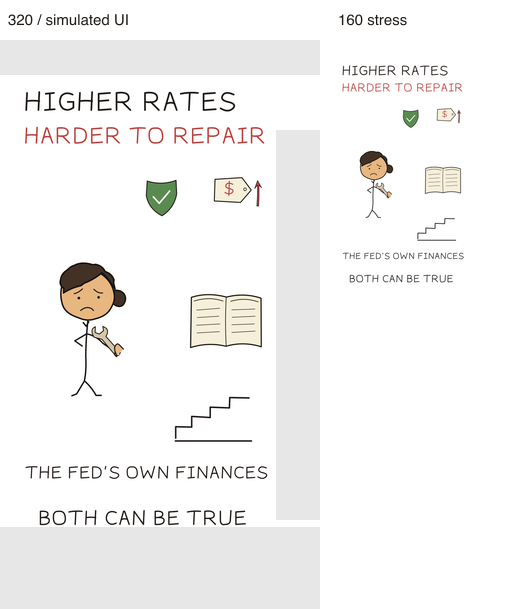 320 / simulated UI
HIGHER RATES
HARDER TO REPAIR
$
THE FED'S OWN FINANCES
BOTH CAN BE TRUE
160 stress
HIGHER RATES
HARDER TO REPAIR
$
THE FED'S OWN FINANCES
BOTH CAN BE TRUE